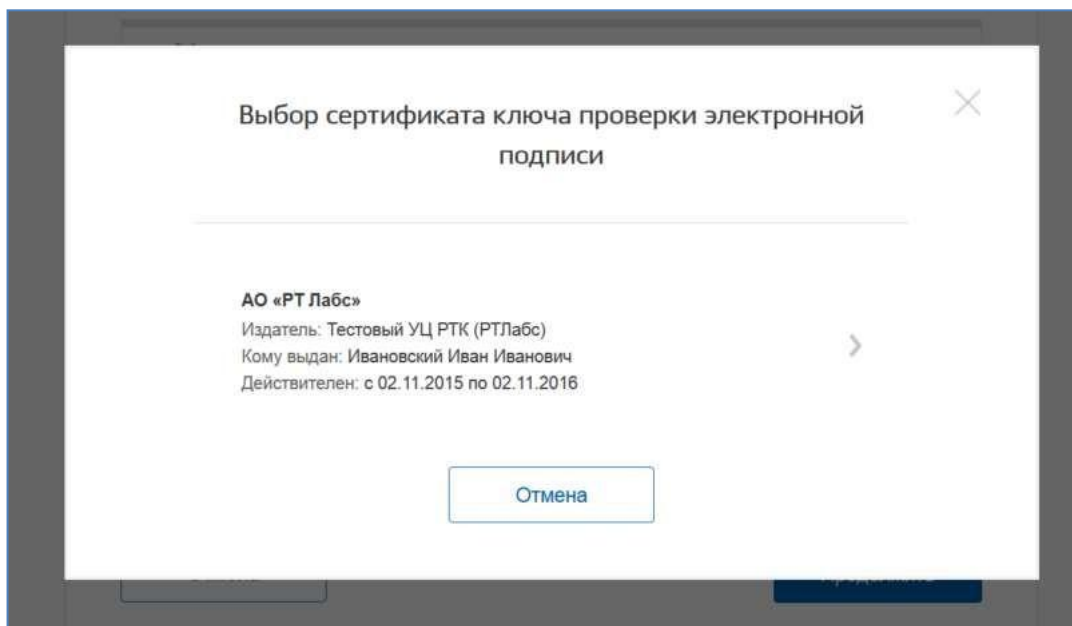 Выбор сертификата ключа проверки электронной
подписи
АО «РТ Лабс»
Издатель: Тестовый УЦ РТК (РТЛабс)
Кому выдан: Ивановский Иван Иванович
Действителен: с 02.11.2015 по 02.11.2016
Отмена